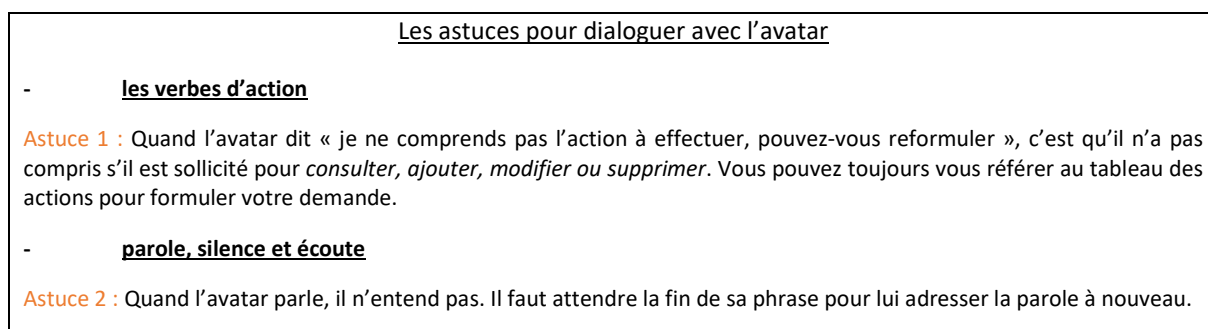 Les astuces pour dialoguer avec l’avatar
- les verbes d’action
Astuce 1 : Quand l’avatar dit « je ne comprends pas l’action à effectuer, pouvez-vous reformuler », c’est qu’il n’a pas
compris s’il est sollicité pour consulter, ajouter, modifier ou supprimer. Vous pouvez toujours vous référer au tableau des
actions pour formuler votre demande.
- parole, silence et écoute
Astuce 2 : Quand l’avatar parle, il n’entend pas. Il faut attendre la fin de sa phrase pour lui adresser la parole à nouveau.